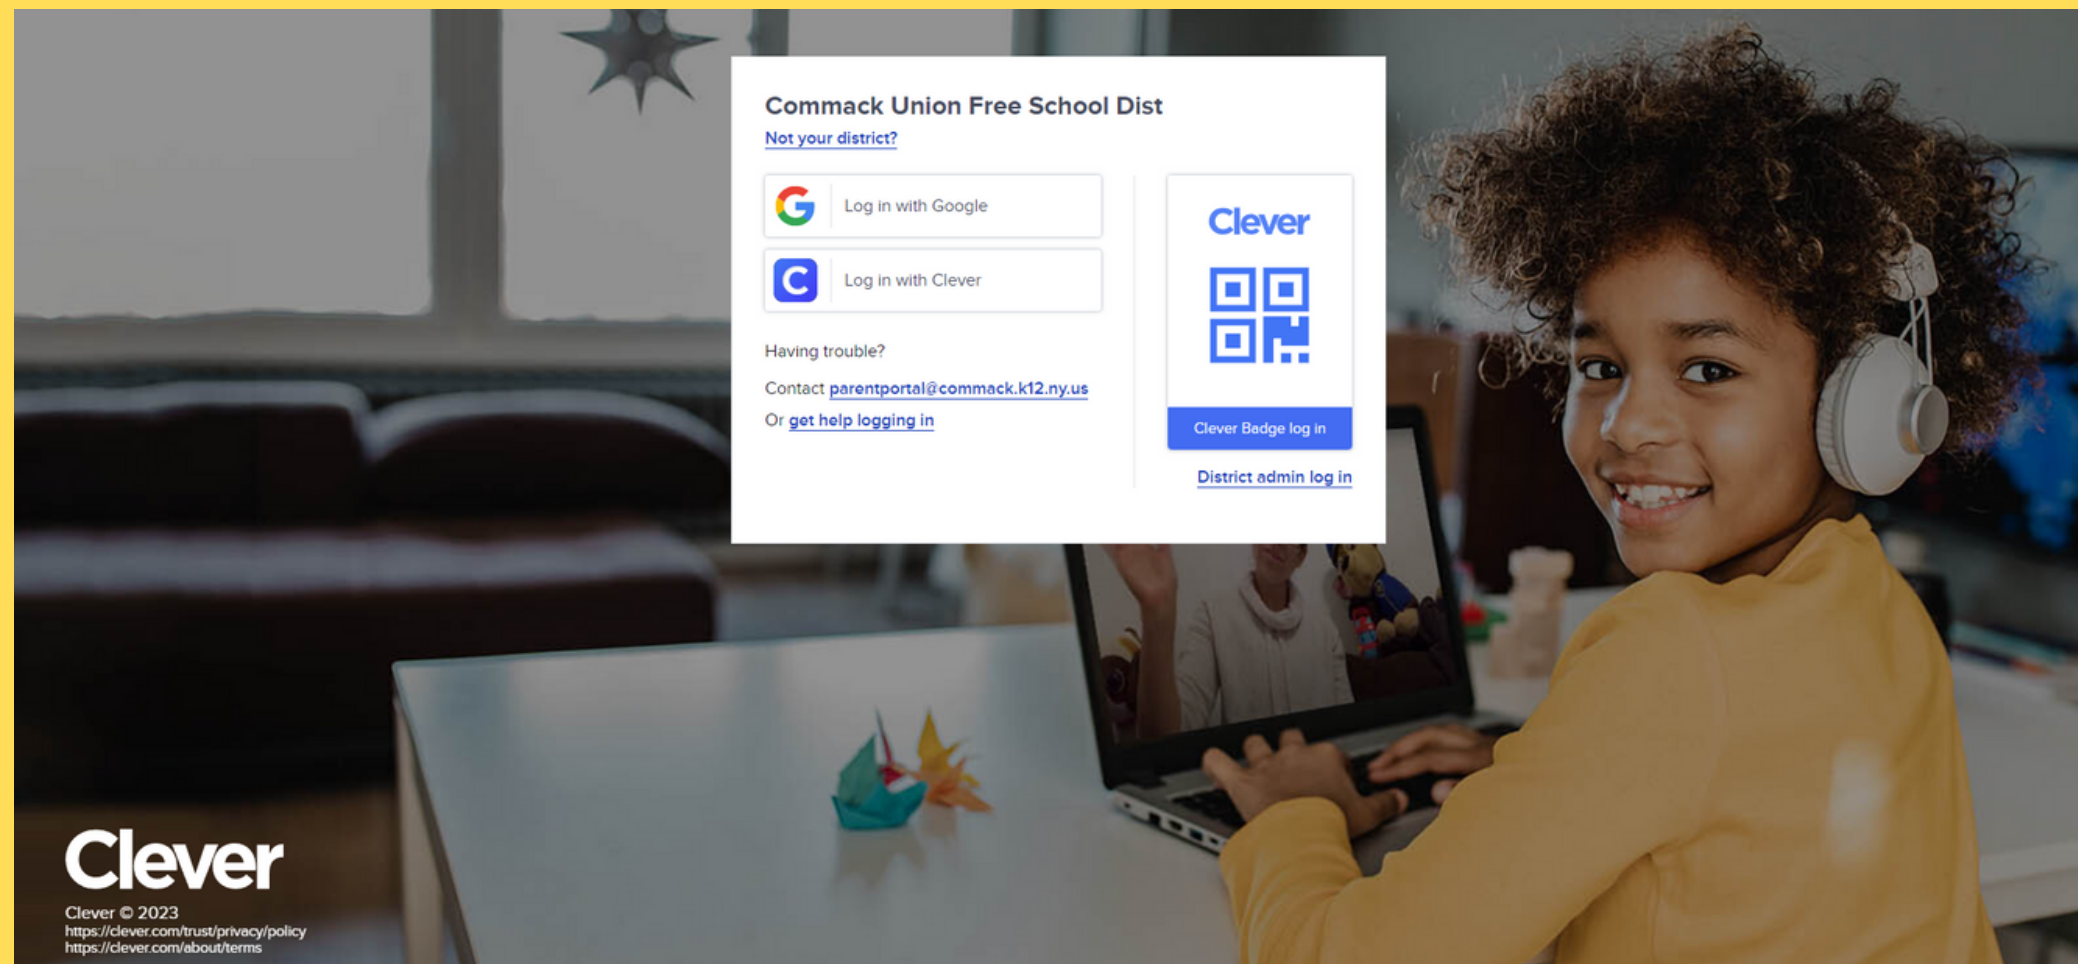 Commack Union Free School Dist
Not your district?
Log in with Google
C
Log in with Clever
Having trouble?
Contact parentportal@commack.k12.ny.us
Or get help logging in
Clever
Clever Badge log in
District admin log in
Clever
Clever © 2023
https://clever.com/trust/privacy/policy
https://clever.com/about/terms